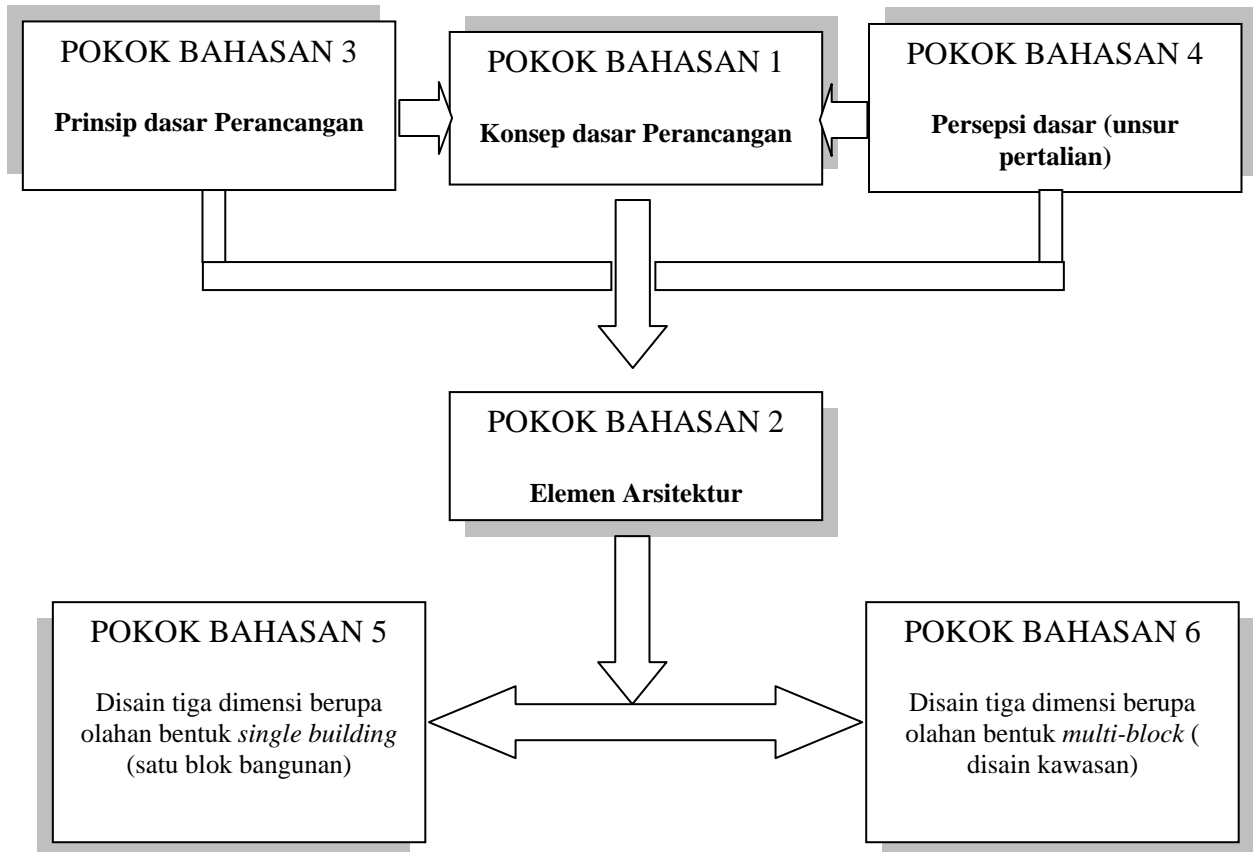 POKOK BAHASAN 3
Prinsip dasar Perancangan
POKOK BAHASAN 1
Konsep dasar Perancangan
POKOK BAHASAN 4
Persepsi dasar (unsur
pertalian)
POKOK BAHASAN 2
Elemen Arsitektur
POKOK BAHASAN 5
Disain tiga dimensi berupa
olahan bentuk single building
(satu blok bangunan)
POKOK BAHASAN 6
Disain tiga dimensi berupa
olahan bentuk multi-block (
disain kawasan)